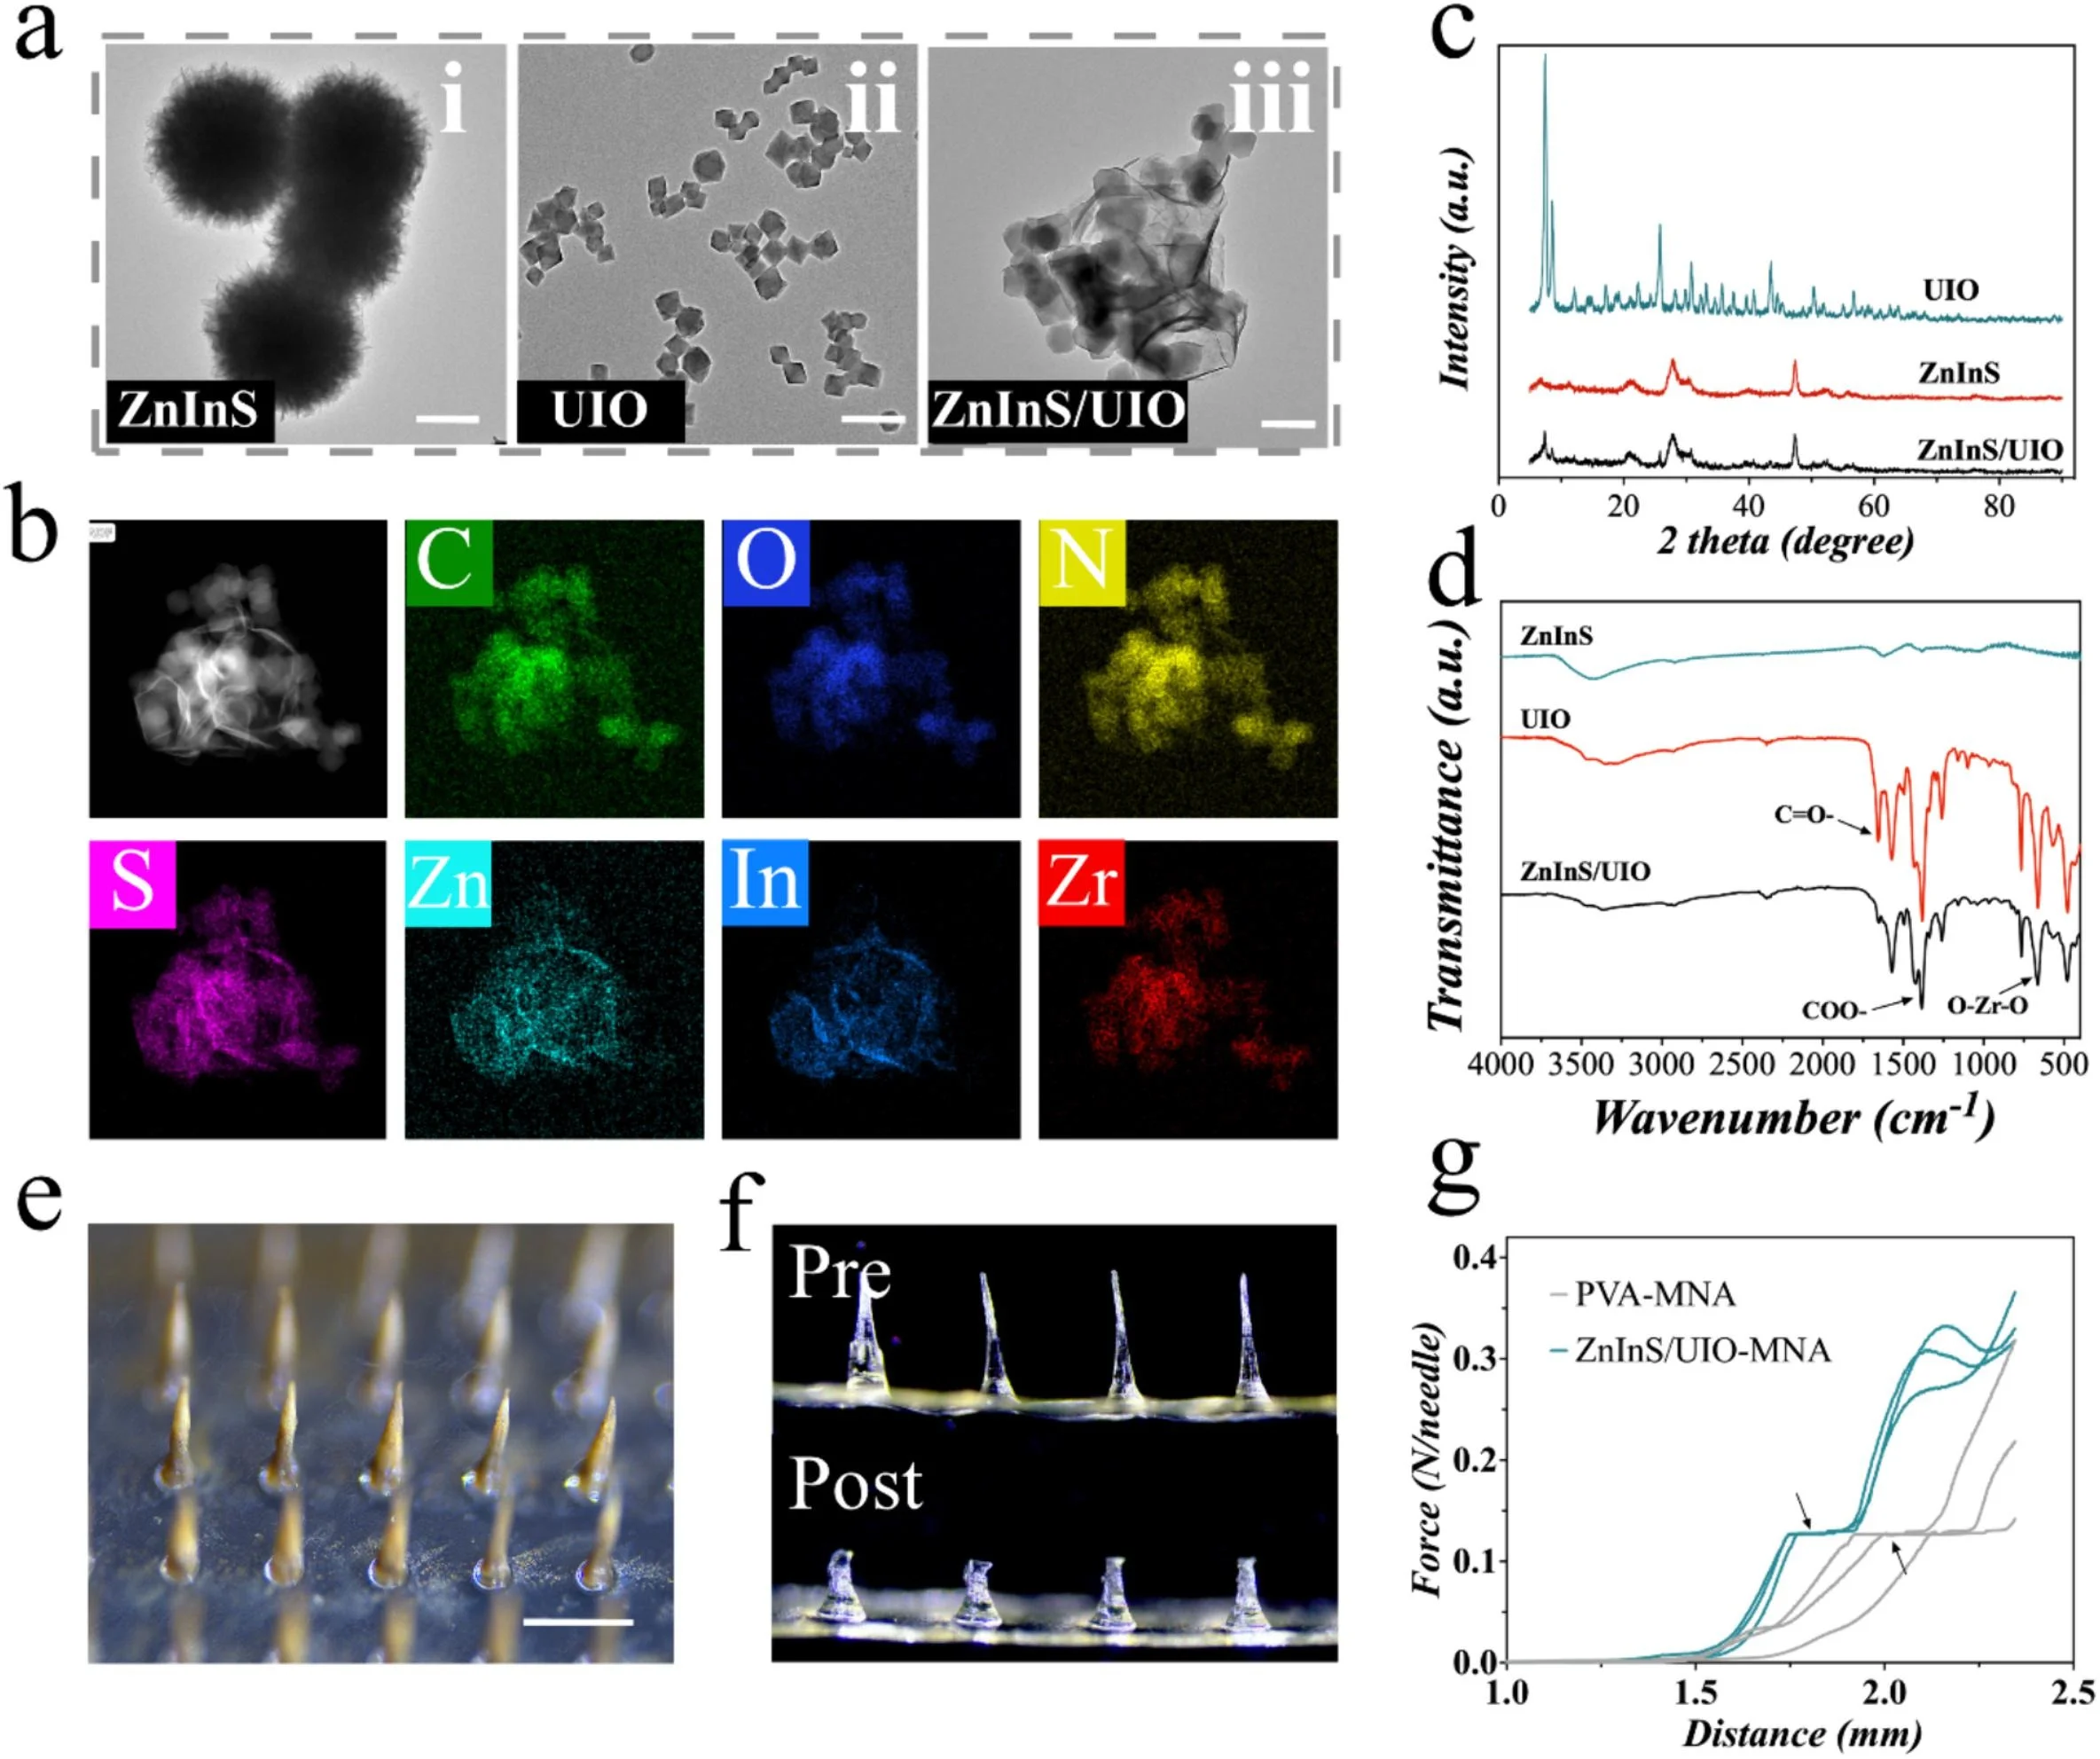 a
i
ii
iii
ZnInS
UIO
ZnInS/UIO
b
C
O
N
S
Zn
In
Zr
c
Intensity (a.u.)
UIO
ZnInS
ZnInS/UIO
0 20 40 60 80
2 theta (degree)
d
Transmittance (a.u.)
ZnInS
UIO
C=O-
ZnInS/UIO
COO-
O-Zr-O
4000 3500 3000 2500 2000 1500 1000 500
Wavenumber (cm⁻¹)
e
f
Pre
Post
g
Force (N/needle)
0.4
0.3
0.2
0.1
0.0
PVA-MNA
ZnInS/UIO-MNA
1.0 1.5 2.0 2.5
Distance (mm)